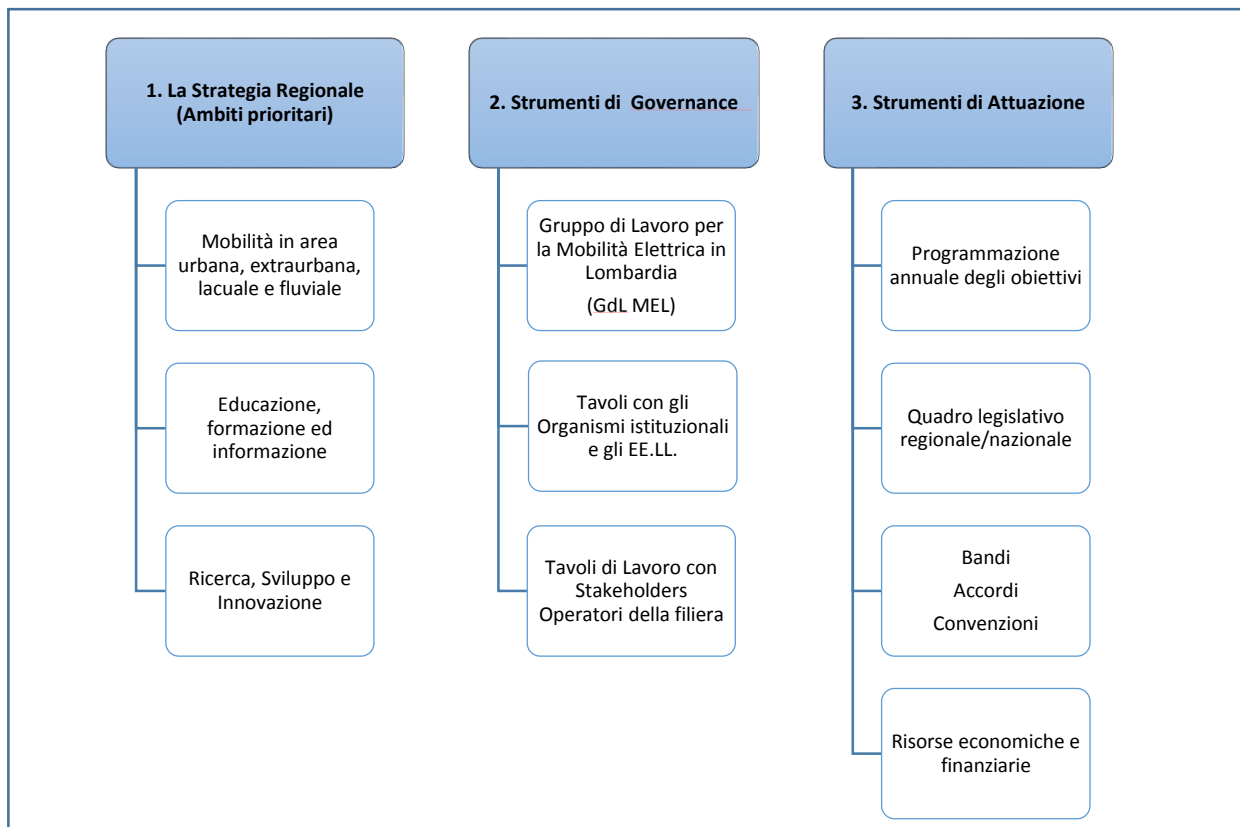 1. La Strategia Regionale
(Ambiti prioritari)
Mobilità in area
urbana, extraurbana,
lacuale e fluviale
Educazione,
formazione ed
informazione
Ricerca, Sviluppo e
Innovazione
2. Strumenti di Governance
Gruppo di Lavoro per
la Mobilità Elettrica in
Lombardia
(GdL MEL)
Tavoli con gli
Organismi istituzionali
e gli EE.LL.
Tavoli di Lavoro con
Stakeholders
Operatori della filiera
3. Strumenti di Attuazione
Programmazione
annuale degli obiettivi
Quadro legislativo
regionale/nazionale
Bandi
Accordi
Convenzioni
Risorse economiche e
finanziarie